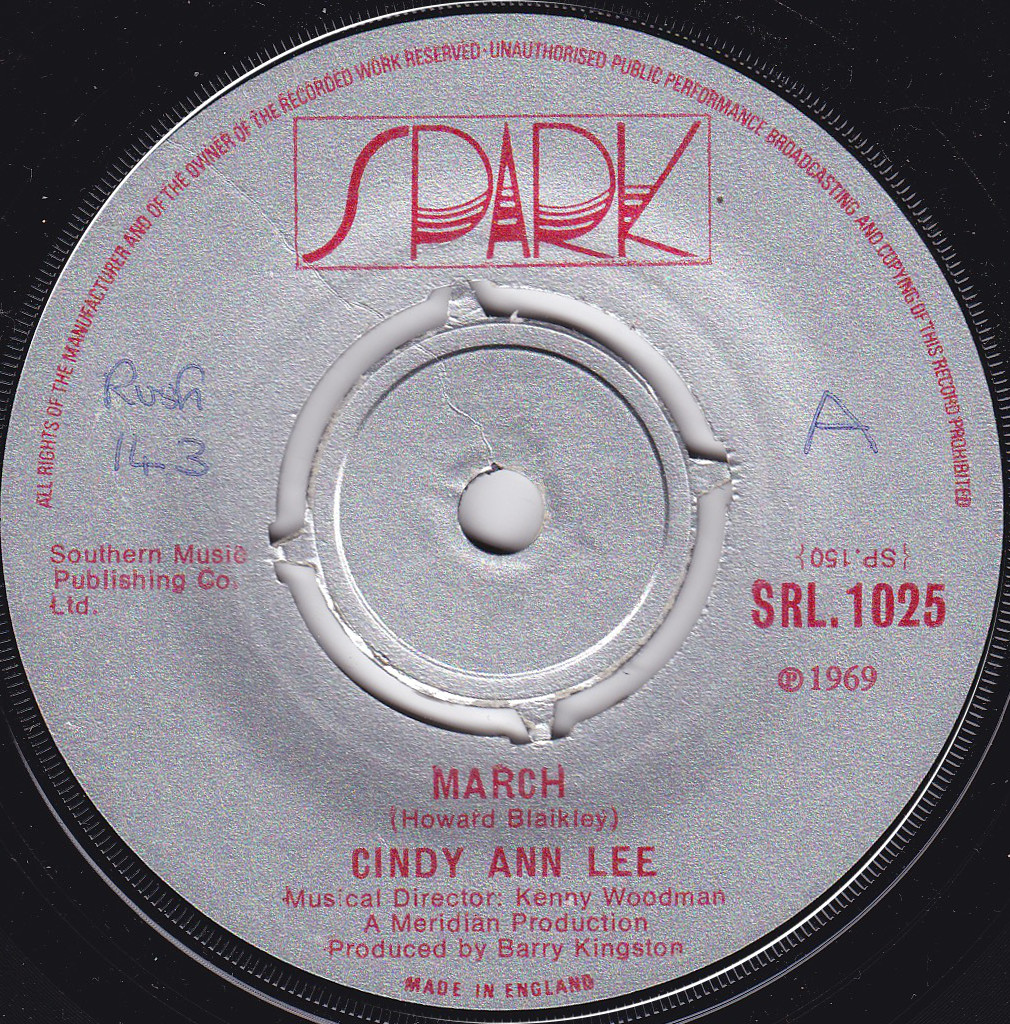 ALL RIGHTS OF THE MANUFACTURER AND OF THE OWNER OF THE RECORDED WORK RESERVED · UNAUTHORISED PUBLIC PERFORMANCE BROADCASTING AND COPYING OF THIS RECORD PROHIBITED
SPARK
Rush
143
A
Southern Music
Publishing Co.
Ltd.
{SP.150}
SRL.1025
℗1969
MARCH
(Howard Blaikley)
CINDY ANN LEE
Musical Director: Kenny Woodman
A Meridian Production
Produced by Barry Kingston
MADE IN ENGLAND